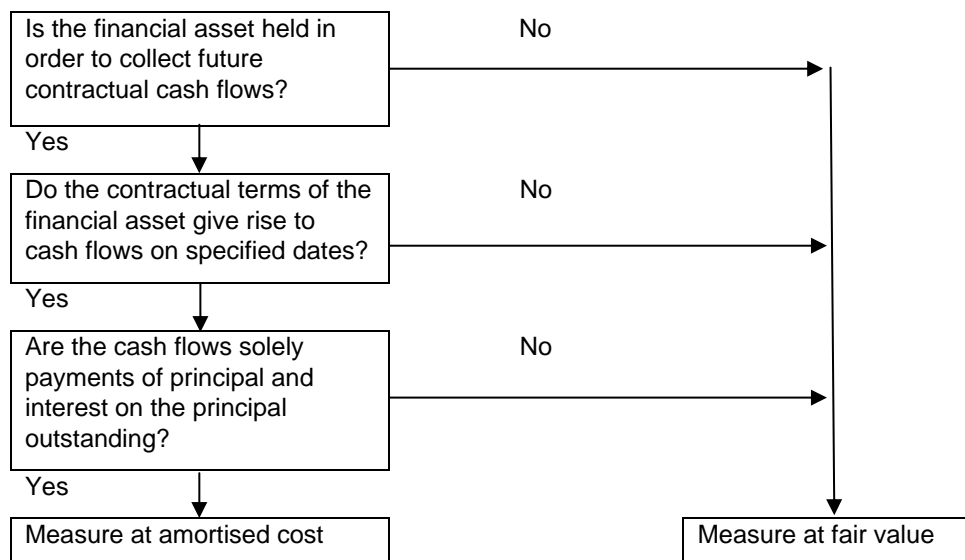 Is the financial asset held in
order to collect future
contractual cash flows?
No
Yes
Do the contractual terms of the
financial asset give rise to
cash flows on specified dates?
No
Yes
Are the cash flows solely
payments of principal and
interest on the principal
outstanding?
No
Yes
Measure at amortised cost
Measure at fair value